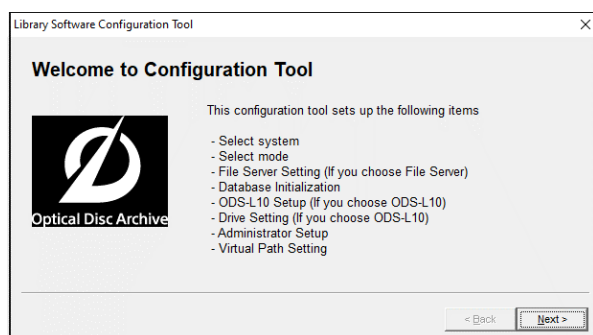 Library Software Configuration Tool
Welcome to Configuration Tool
This configuration tool sets up the following items
- Select system
- Select mode
- File Server Setting (If you choose File Server)
- Database Initialization
- ODS-L10 Setup (If you choose ODS-L10)
- Drive Setting (If you choose ODS-L10)
- Administrator Setup
- Virtual Path Setting
Optical Disc Archive
< Back
Next >